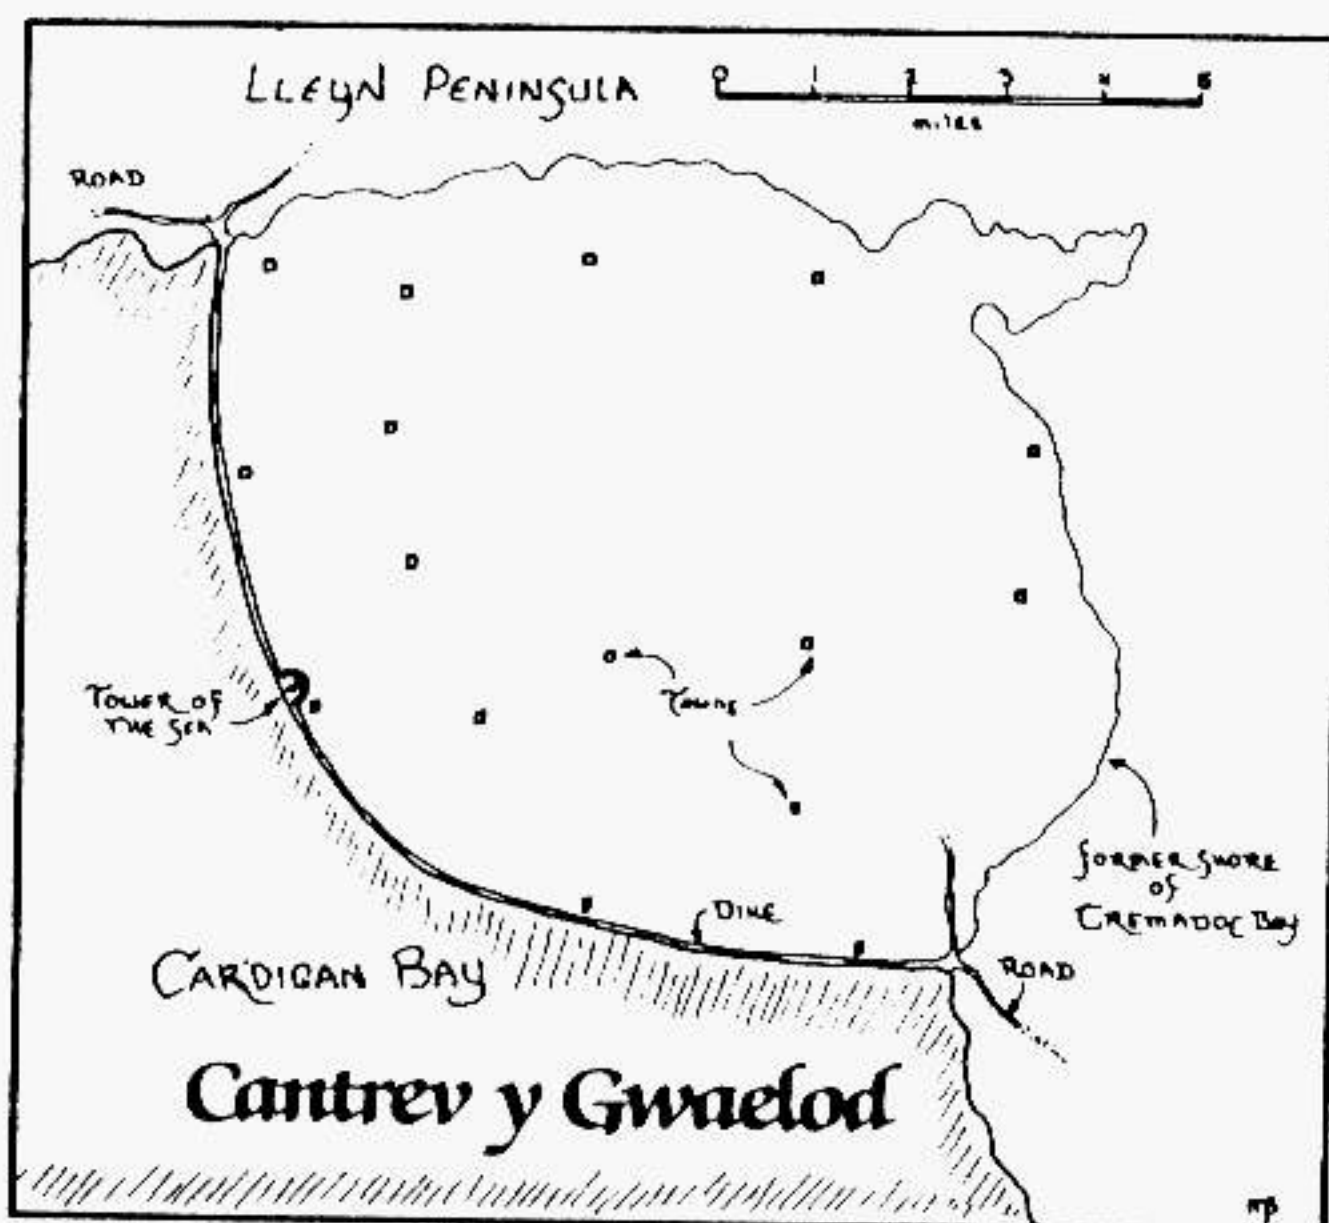 LLEYN PENINSULA
0 1 2 3 4 5
miles
ROAD
TOWER OF
THE SEA
TOWNS
DIKE
FORMER SHORE
OF
TREMADOC BAY
ROAD
CARDIGAN BAY
Cantrev y Gwaelod